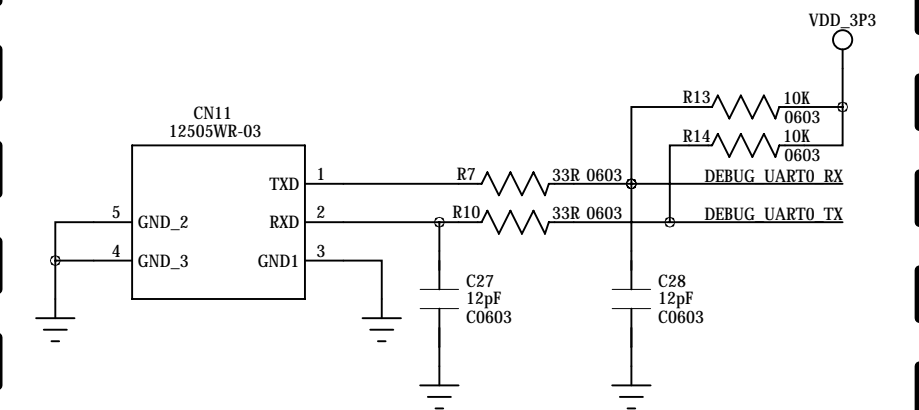 VDD_3P3
R13 10K
0603
R14 10K
0603
CN11
12505WR-03
TXD 1 R7 33R 0603 DEBUG_UART0_RX
5 GND_2 RXD 2 R10 33R 0603 DEBUG_UART0_TX
4 GND_3 GND1 3
C27
12pF
C0603
C28
12pF
C0603